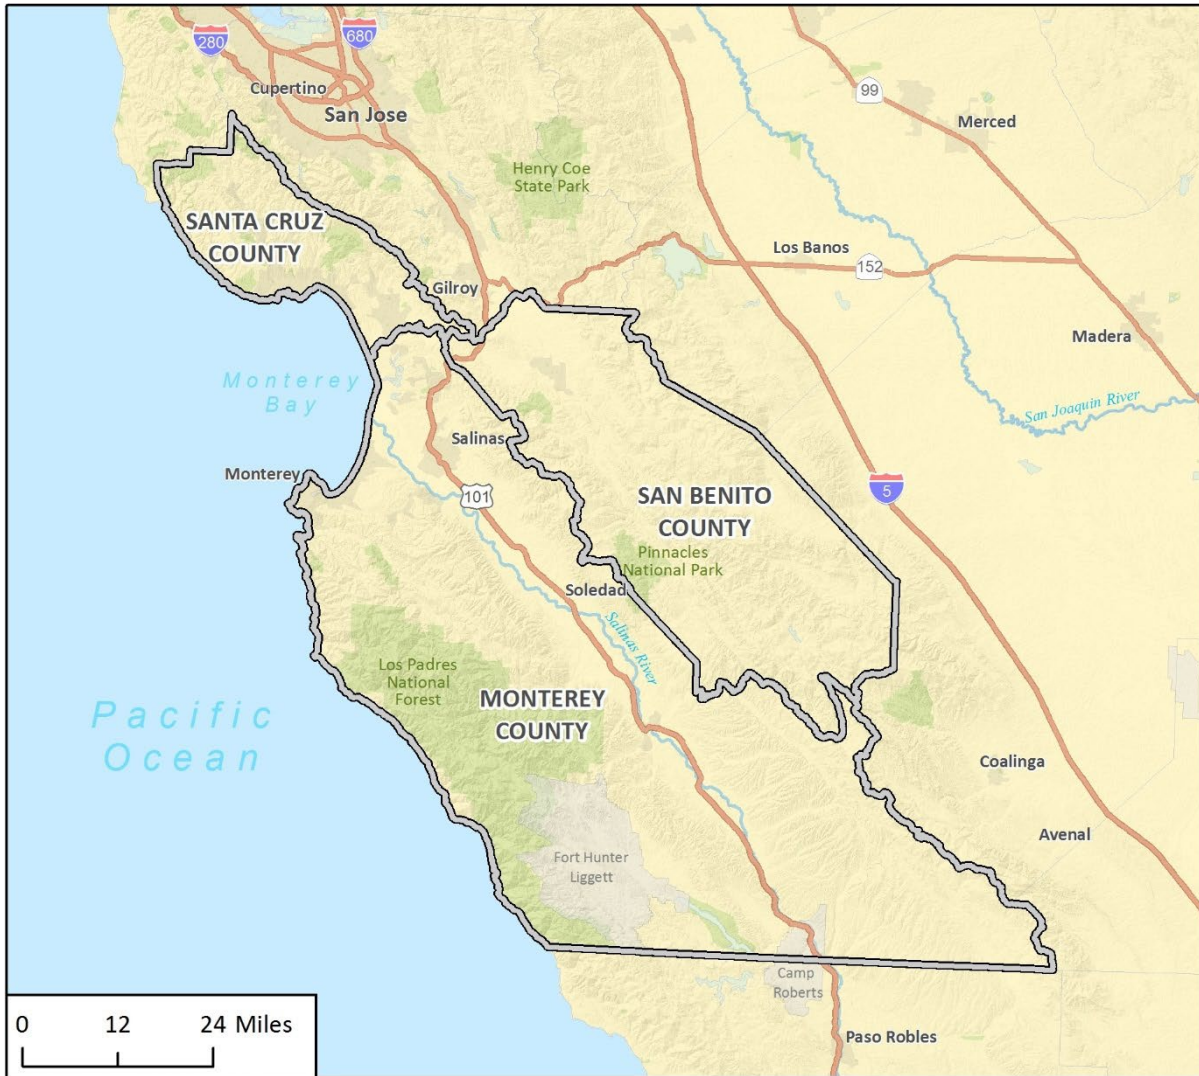 280
680
Cupertino
San Jose
99
Merced
Henry Coe
State Park
SANTA CRUZ
COUNTY
Los Banos
152
Gilroy
Madera
Monterey
Bay
San Joaquin River
Salinas
Monterey
5
101
SAN BENITO
COUNTY
Pinnacles
National Park
Soledad
Salinas River
Los Padres
National
Forest
MONTEREY
COUNTY
Pacific
Ocean
Coalinga
Avenal
Fort Hunter
Liggett
Camp
Roberts
Paso Robles
0 12 24 Miles